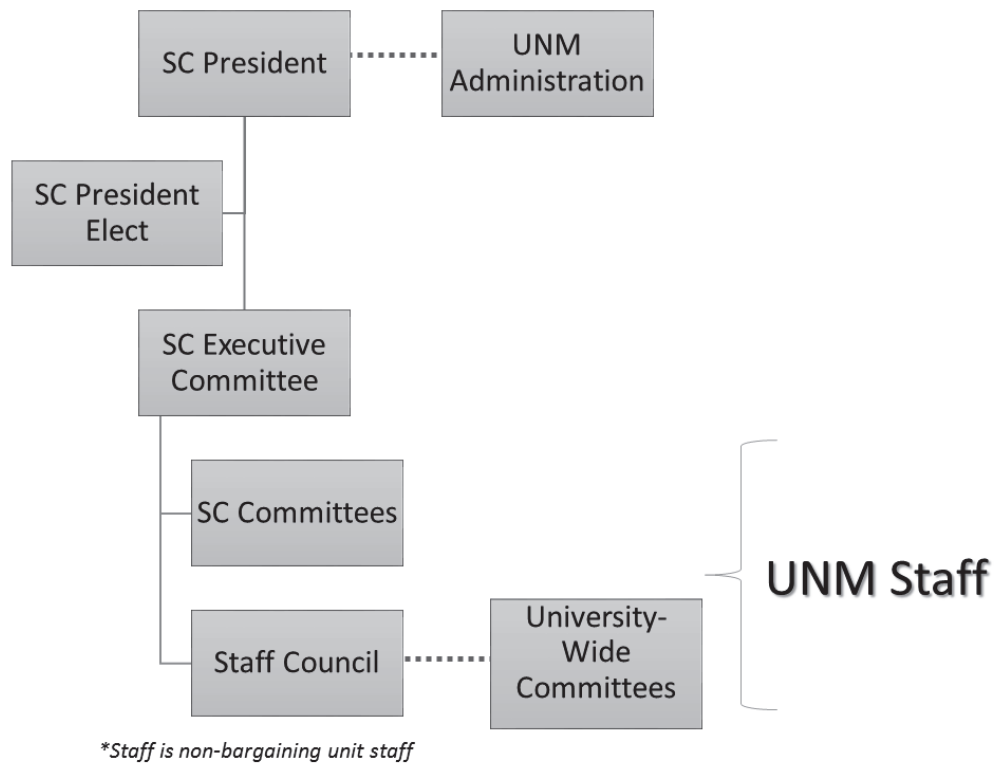 SC President
UNM
Administration
SC President
Elect
SC Executive
Committee
SC Committees
Staff Council
University-
Wide
Committees
UNM Staff
*Staff is non-bargaining unit staff